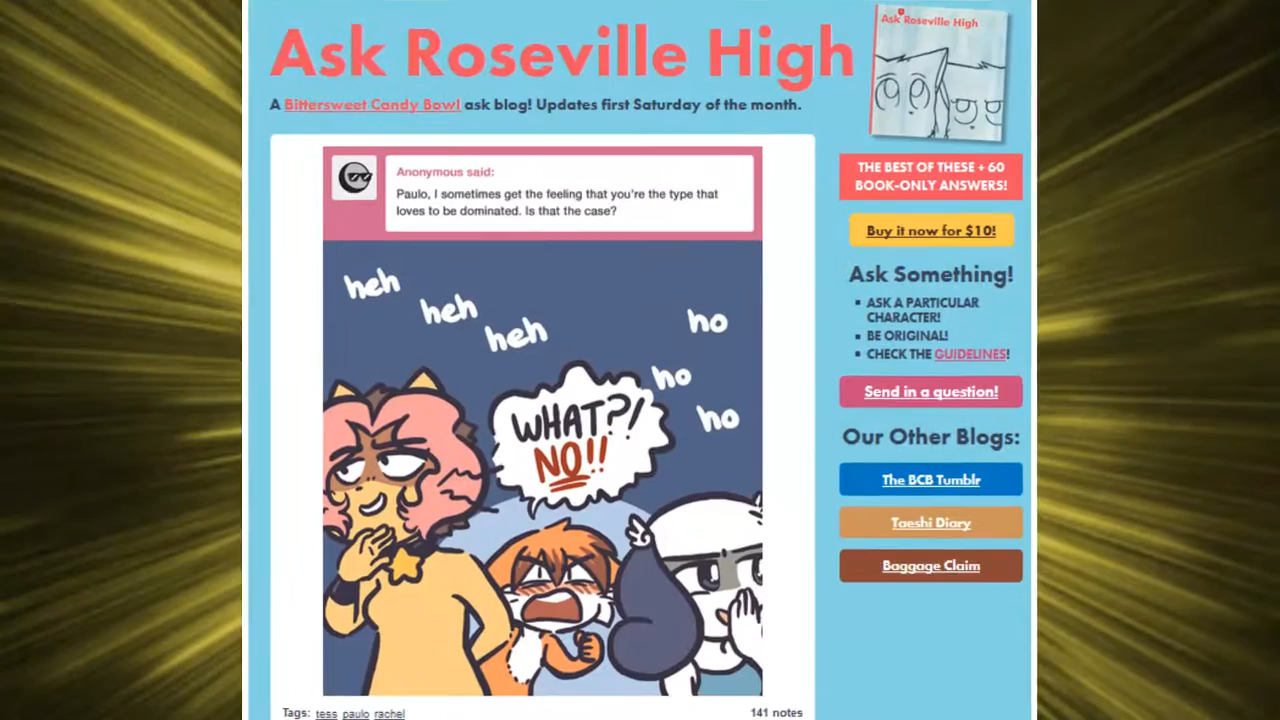 Ask Roseville High
A Bittersweet Candy Bowl ask blog! Updates first Saturday of the month.
Anonymous said:
Paulo, I sometimes get the feeling that you're the type that
loves to be dominated. Is that the case?
heh
heh
heh
ho
ho
ho
WHAT?!
NO!!
Tags: tess paulo rachel
141 notes
Ask Roseville High
THE BEST OF THESE + 60
BOOK-ONLY ANSWERS!
Buy it now for $10!
Ask Something!
▪ ASK A PARTICULAR
CHARACTER!
▪ BE ORIGINAL!
▪ CHECK THE GUIDELINES!
Send in a question!
Our Other Blogs:
The BCB Tumblr
Taeshi Diary
Baggage Claim